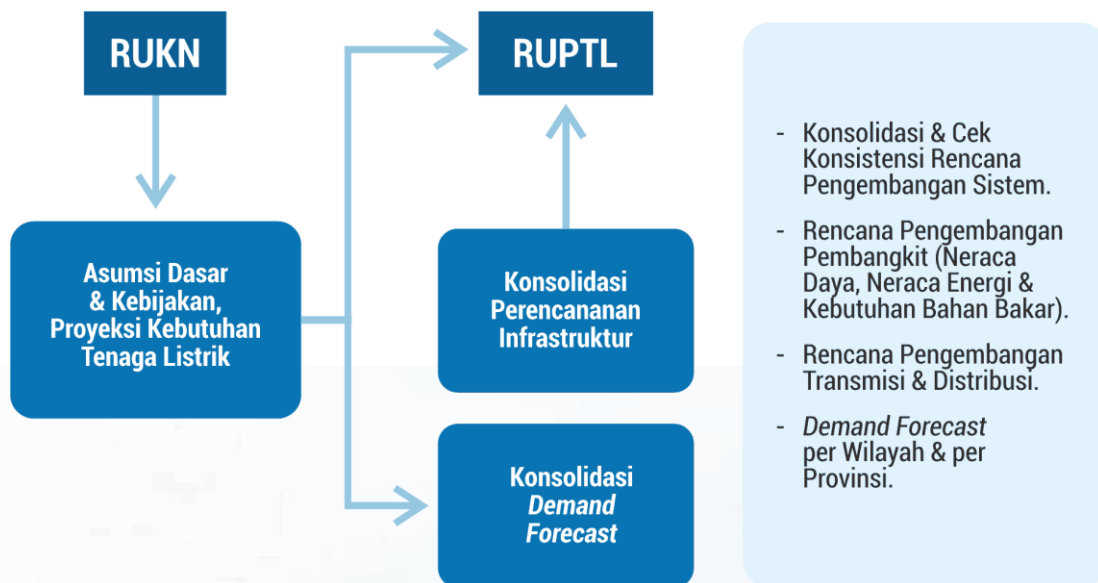 RUKN
RUPTL
Asumsi Dasar
& Kebijakan,
Proyeksi Kebutuhan
Tenaga Listrik
Konsolidasi
Perencananan
Infrastruktur
Konsolidasi
Demand
Forecast
- Konsolidasi & Cek
Konsistensi Rencana
Pengembangan Sistem.
- Rencana Pengembangan
Pembangkit (Neraca
Daya, Neraca Energi &
Kebutuhan Bahan Bakar).
- Rencana Pengembangan
Transmisi & Distribusi.
- Demand Forecast
per Wilayah & per
Provinsi.